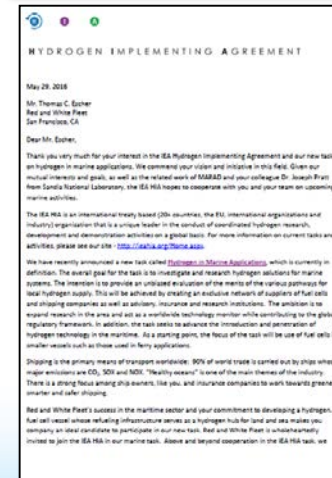 HYDROGEN IMPLEMENTING AGREEMENT
May 29, 2016
Mr. Thomas C. Escher
Red and White Fleet
San Francisco, CA
Dear Mr. Escher,
Thank you very much for your interest in the IEA Hydrogen Implementing Agreement and our new task
on hydrogen in marine applications. We commend your vision and initiative in this field. Given our
mutual interests and goals, as well as the related work of MARAD and your colleague Dr. Joseph Pratt
from Sandia National Laboratory, the IEA HIA hopes to cooperate with you and your team on upcoming
marine activities.
The IEA HIA is an international treaty based (20+ countries, the EU, international organizations and
industry) organization that is a unique leader in the conduct of coordinated hydrogen research,
development and demonstration activities on a global basis. For more information on current tasks and
activities, please see our site - http://ieahia.org/Home.aspx.
We have recently announced a new task called Hydrogen in Marine Applications, which is currently in
definition. The overall goal for the task is to investigate and research hydrogen solutions for marine
systems. The intention is to provide an unbiased evaluation of the merits of the various pathways for
local hydrogen supply. This will be achieved by creating an exclusive network of suppliers of fuel cells
and shipping companies as well as advisory, insurance and research institutions. The ambition is to
expand research in the area and act as a worldwide technology monitor while contributing to the global
regulatory framework. In addition, the task seeks to advance the introduction and penetration of
hydrogen technology in the maritime. As a starting point, the focus of the task will be use of fuel cells i
smaller vessels such as those used in ferry applications.
Shipping is the primary means of transport worldwide: 90% of world trade is carried out by ships whos
major emissions are CO2, SOX and NOX. "Healthy oceans" is one of the main themes of the industry.
There is a strong focus among ship owners, like you, and insurance companies to work towards greene
smarter and safer shipping.
Red and White Fleet's success in the maritime sector and your commitment to developing a hydrogen
fuel cell vessel whose refueling infrastructure serves as a hydrogen hub for land and sea makes you
company an ideal candidate to participate in our new task. Red and White Fleet is wholeheartedly
invited to join the IEA HIA in our marine task. Above and beyond cooperation in the IEA HIA task, we